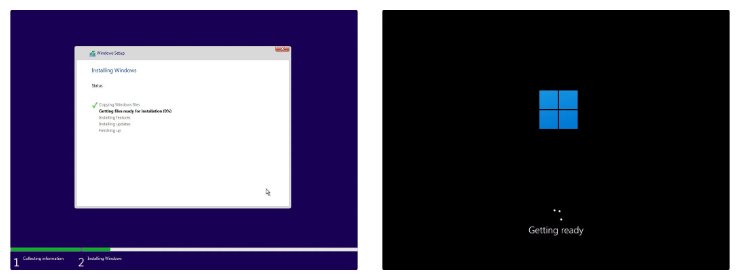 Windows Setup
Installing Windows
Status
Copying Windows files
Getting files ready for installation (0%)
Installing features
Installing updates
Finishing up
1 Collecting information
2 Installing Windows
Getting ready